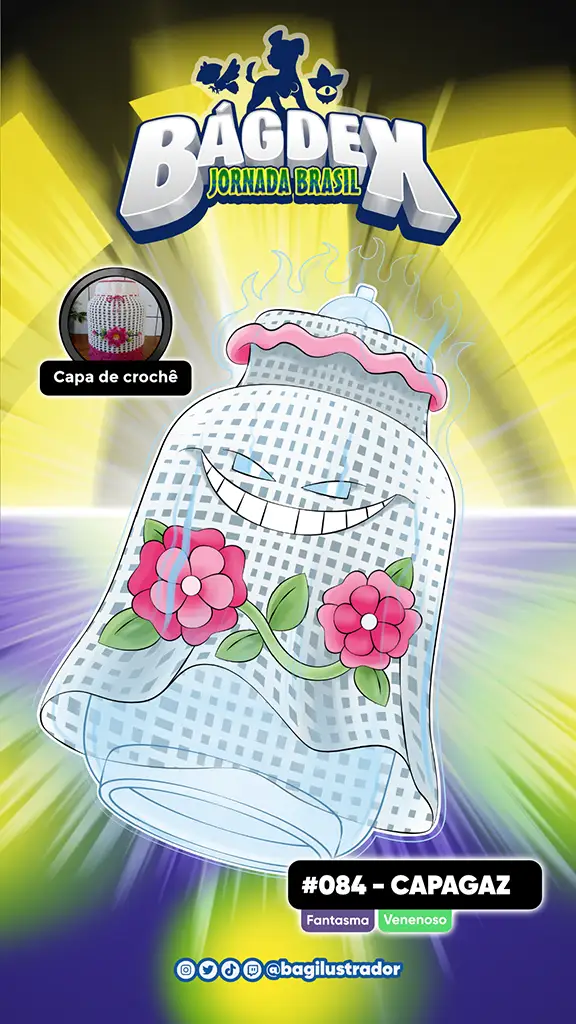 BÁGDEX
JORNADA BRASIL
Capa de crochê
#084 - CAPAGAZ
Fantasma
Venenoso
@bagilustrador